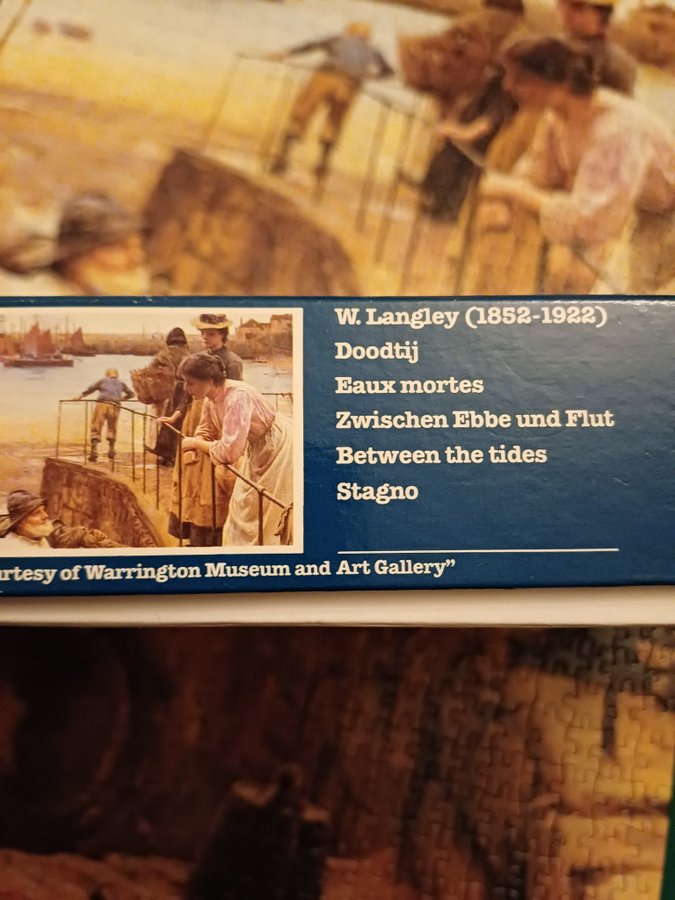 W. Langley (1852-1922)
Doodtij
Eaux mortes
Zwischen Ebbe und Flut
Between the tides
Stagno
rtesy of Warrington Museum and Art Gallery”